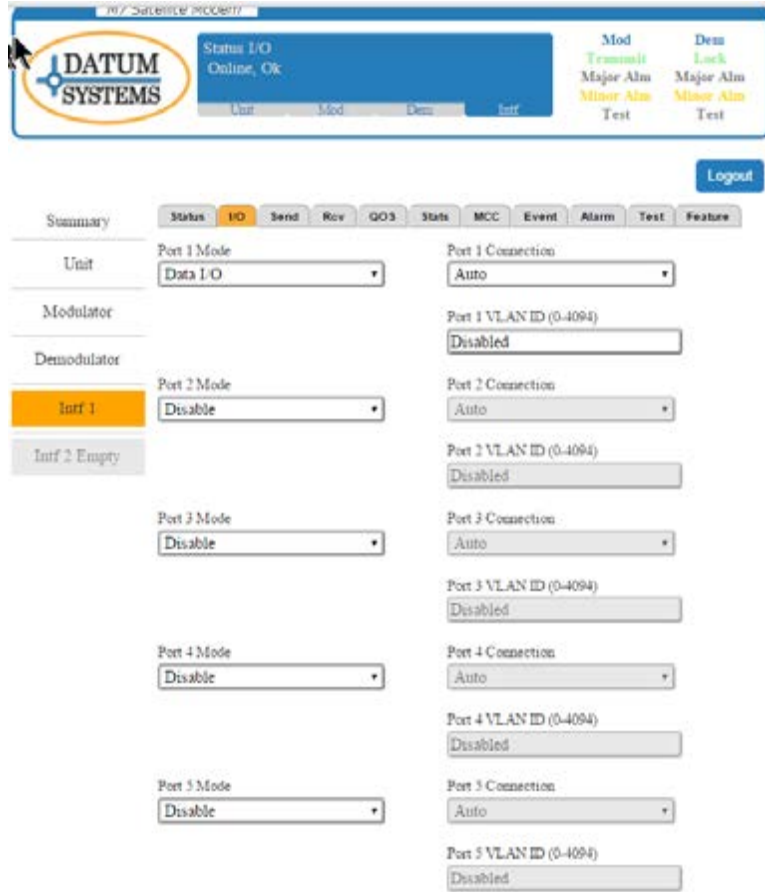 M7 Satellite Modem
DATUM
SYSTEMS
Status I/O
Online, Ok
Unit Mod Dem Intf
Mod Dem
Transmit Lock
Major Alm Major Alm
Minor Alm Minor Alm
Test Test
Logout
Summary
Unit
Modulator
Demodulator
Intf 1
Intf 2 Empty
Status I/O Send Rcv QOS Stats MCC Event Alarm Test Feature
Port 1 Mode Port 1 Connection
Data I/O Auto
Port 1 VLAN ID (0-4094)
Disabled
Port 2 Mode Port 2 Connection
Disable Auto
Port 2 VLAN ID (0-4094)
Disabled
Port 3 Mode Port 3 Connection
Disable Auto
Port 3 VLAN ID (0-4094)
Disabled
Port 4 Mode Port 4 Connection
Disable Auto
Port 4 VLAN ID (0-4094)
Disabled
Port 5 Mode Port 5 Connection
Disable Auto
Port 5 VLAN ID (0-4094)
Disabled